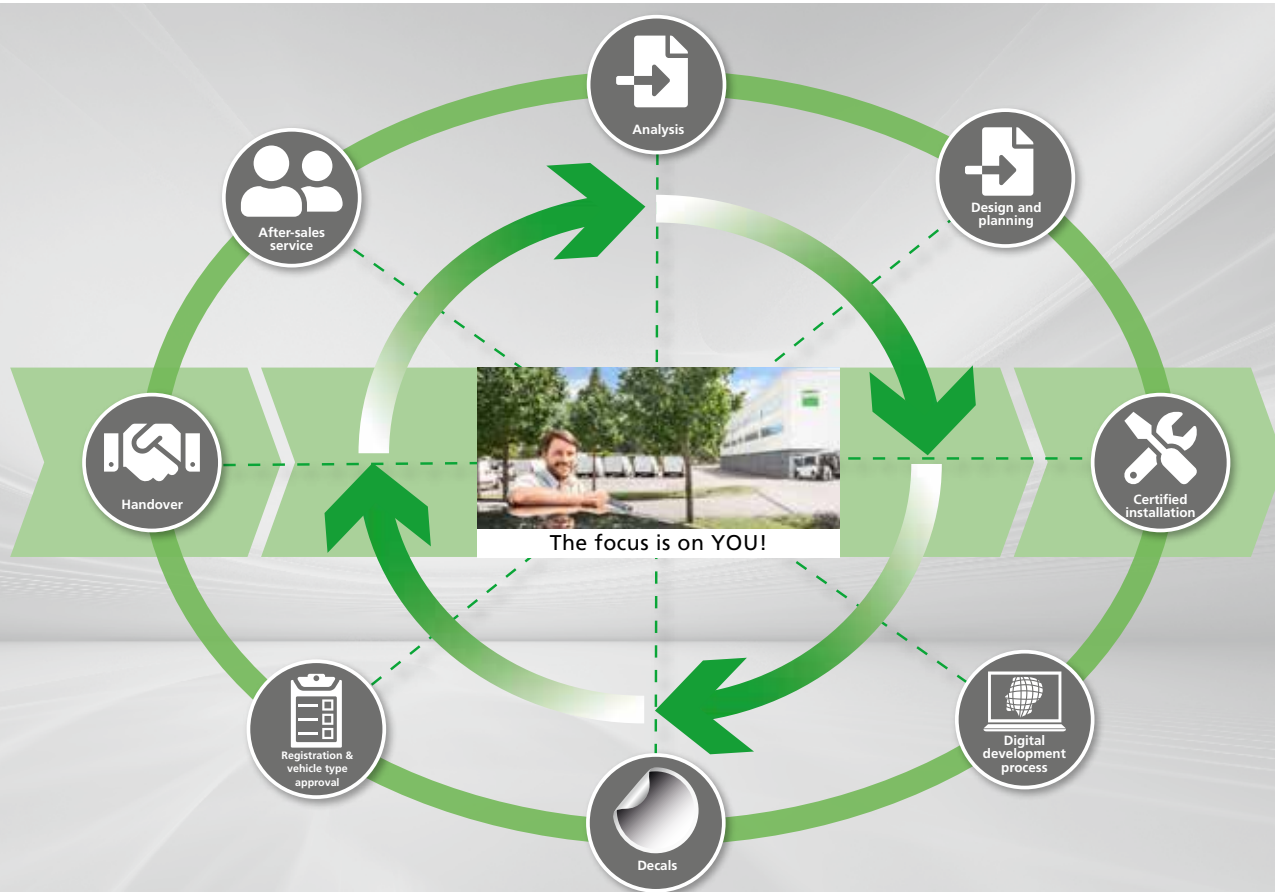 Analysis
Design and
planning
After-sales
service
Handover
Certified
installation
The focus is on YOU!
Digital
development
process
Registration &
vehicle type
approval
Decals